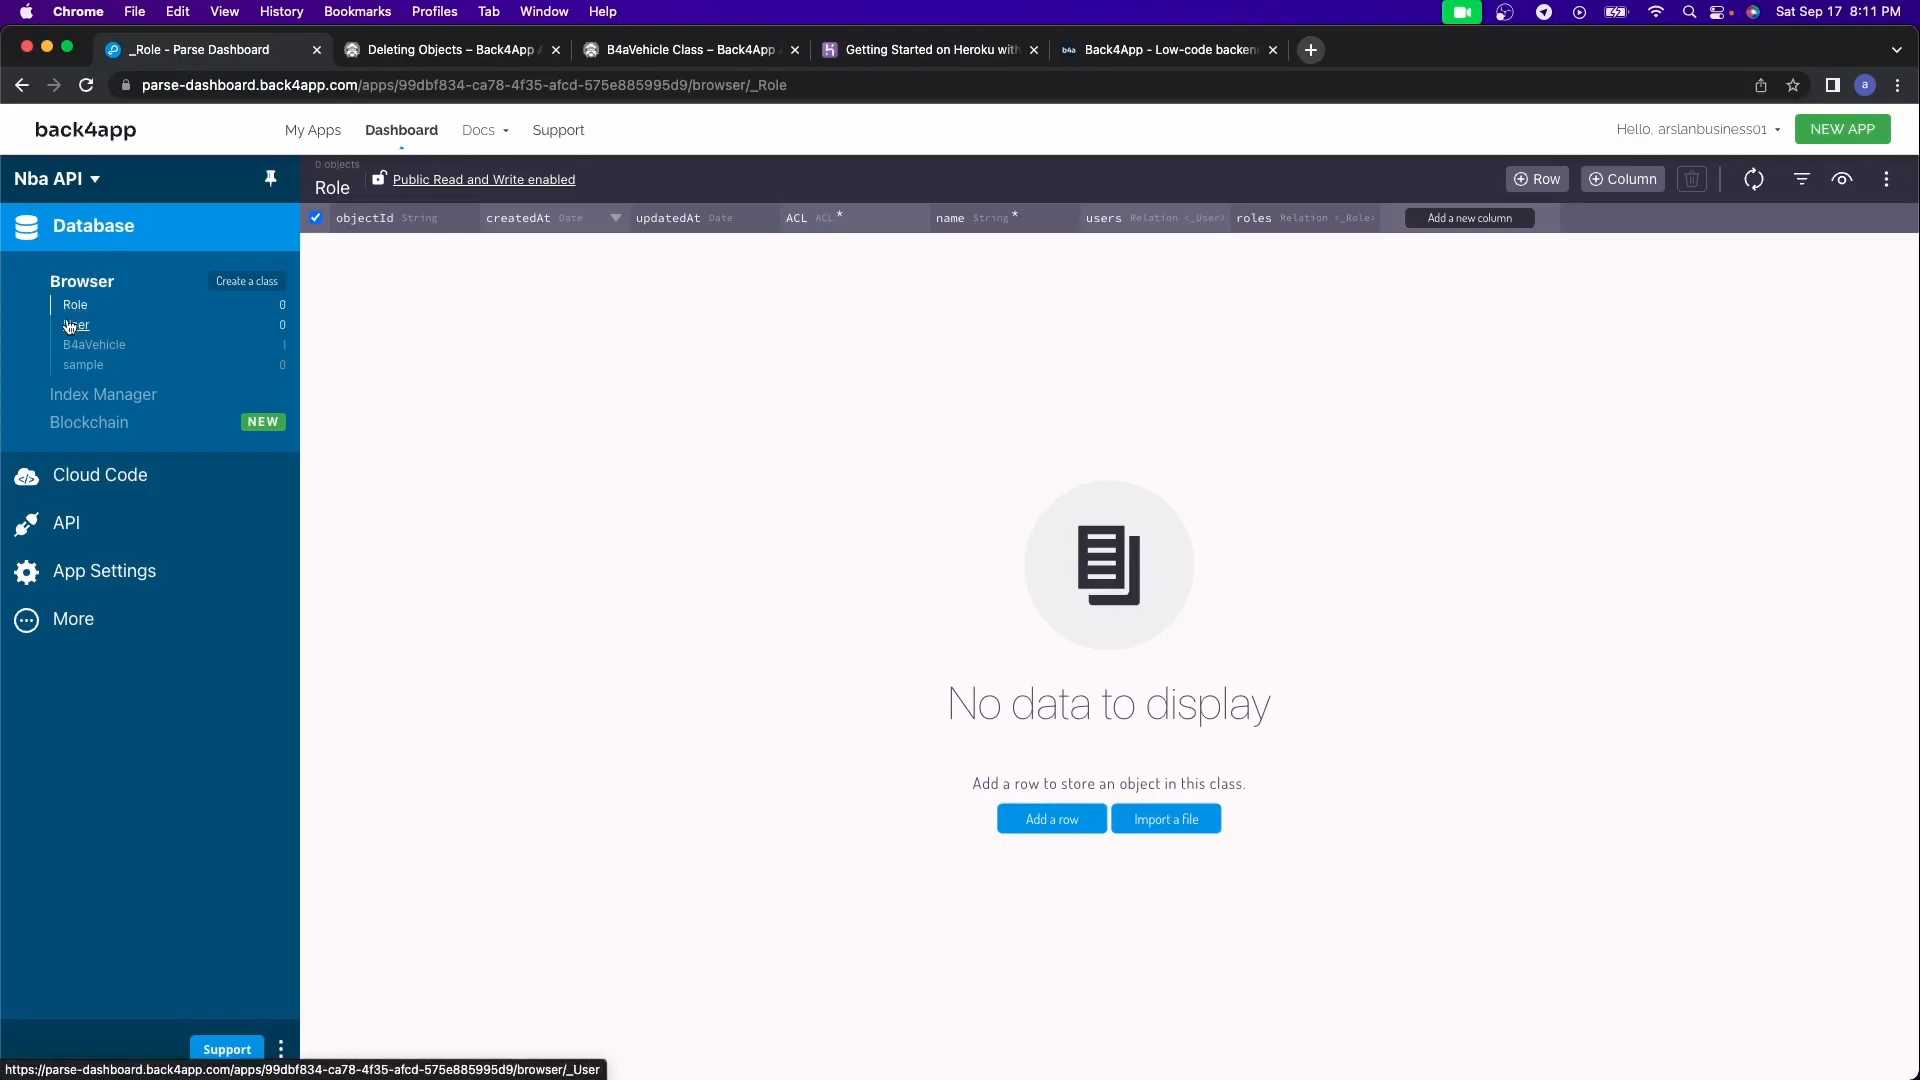 Chrome File Edit View History Bookmarks Profiles Tab Window Help Sat Sep 17 8:11 PM
_Role - Parse Dashboard Deleting Objects – Back4App B4aVehicle Class – Back4App Getting Started on Heroku with Back4App - Low-code backen
parse-dashboard.back4app.com/apps/99dbf834-ca78-4f35-afcd-575e885995d9/browser/_Role a
back4app My Apps Dashboard Docs Support Hello, arslanbusiness01 NEW APP
Nba API
0 objects
Role Public Read and Write enabled Row Column
objectId String createdAt Date updatedAt Date ACL ACL* name String* users Relation <_User> roles Relation <_Role> Add a new column
Database
Browser Create a class
Role 0
0
B4aVehicle 1
sample 0
Index Manager
Blockchain NEW
Cloud Code
API
App Settings
More
No data to display
Add a row to store an object in this class.
Add a row Import a file
Support
https://parse-dashboard.back4app.com/apps/99dbf834-ca78-4f35-afcd-575e885995d9/browser/_User